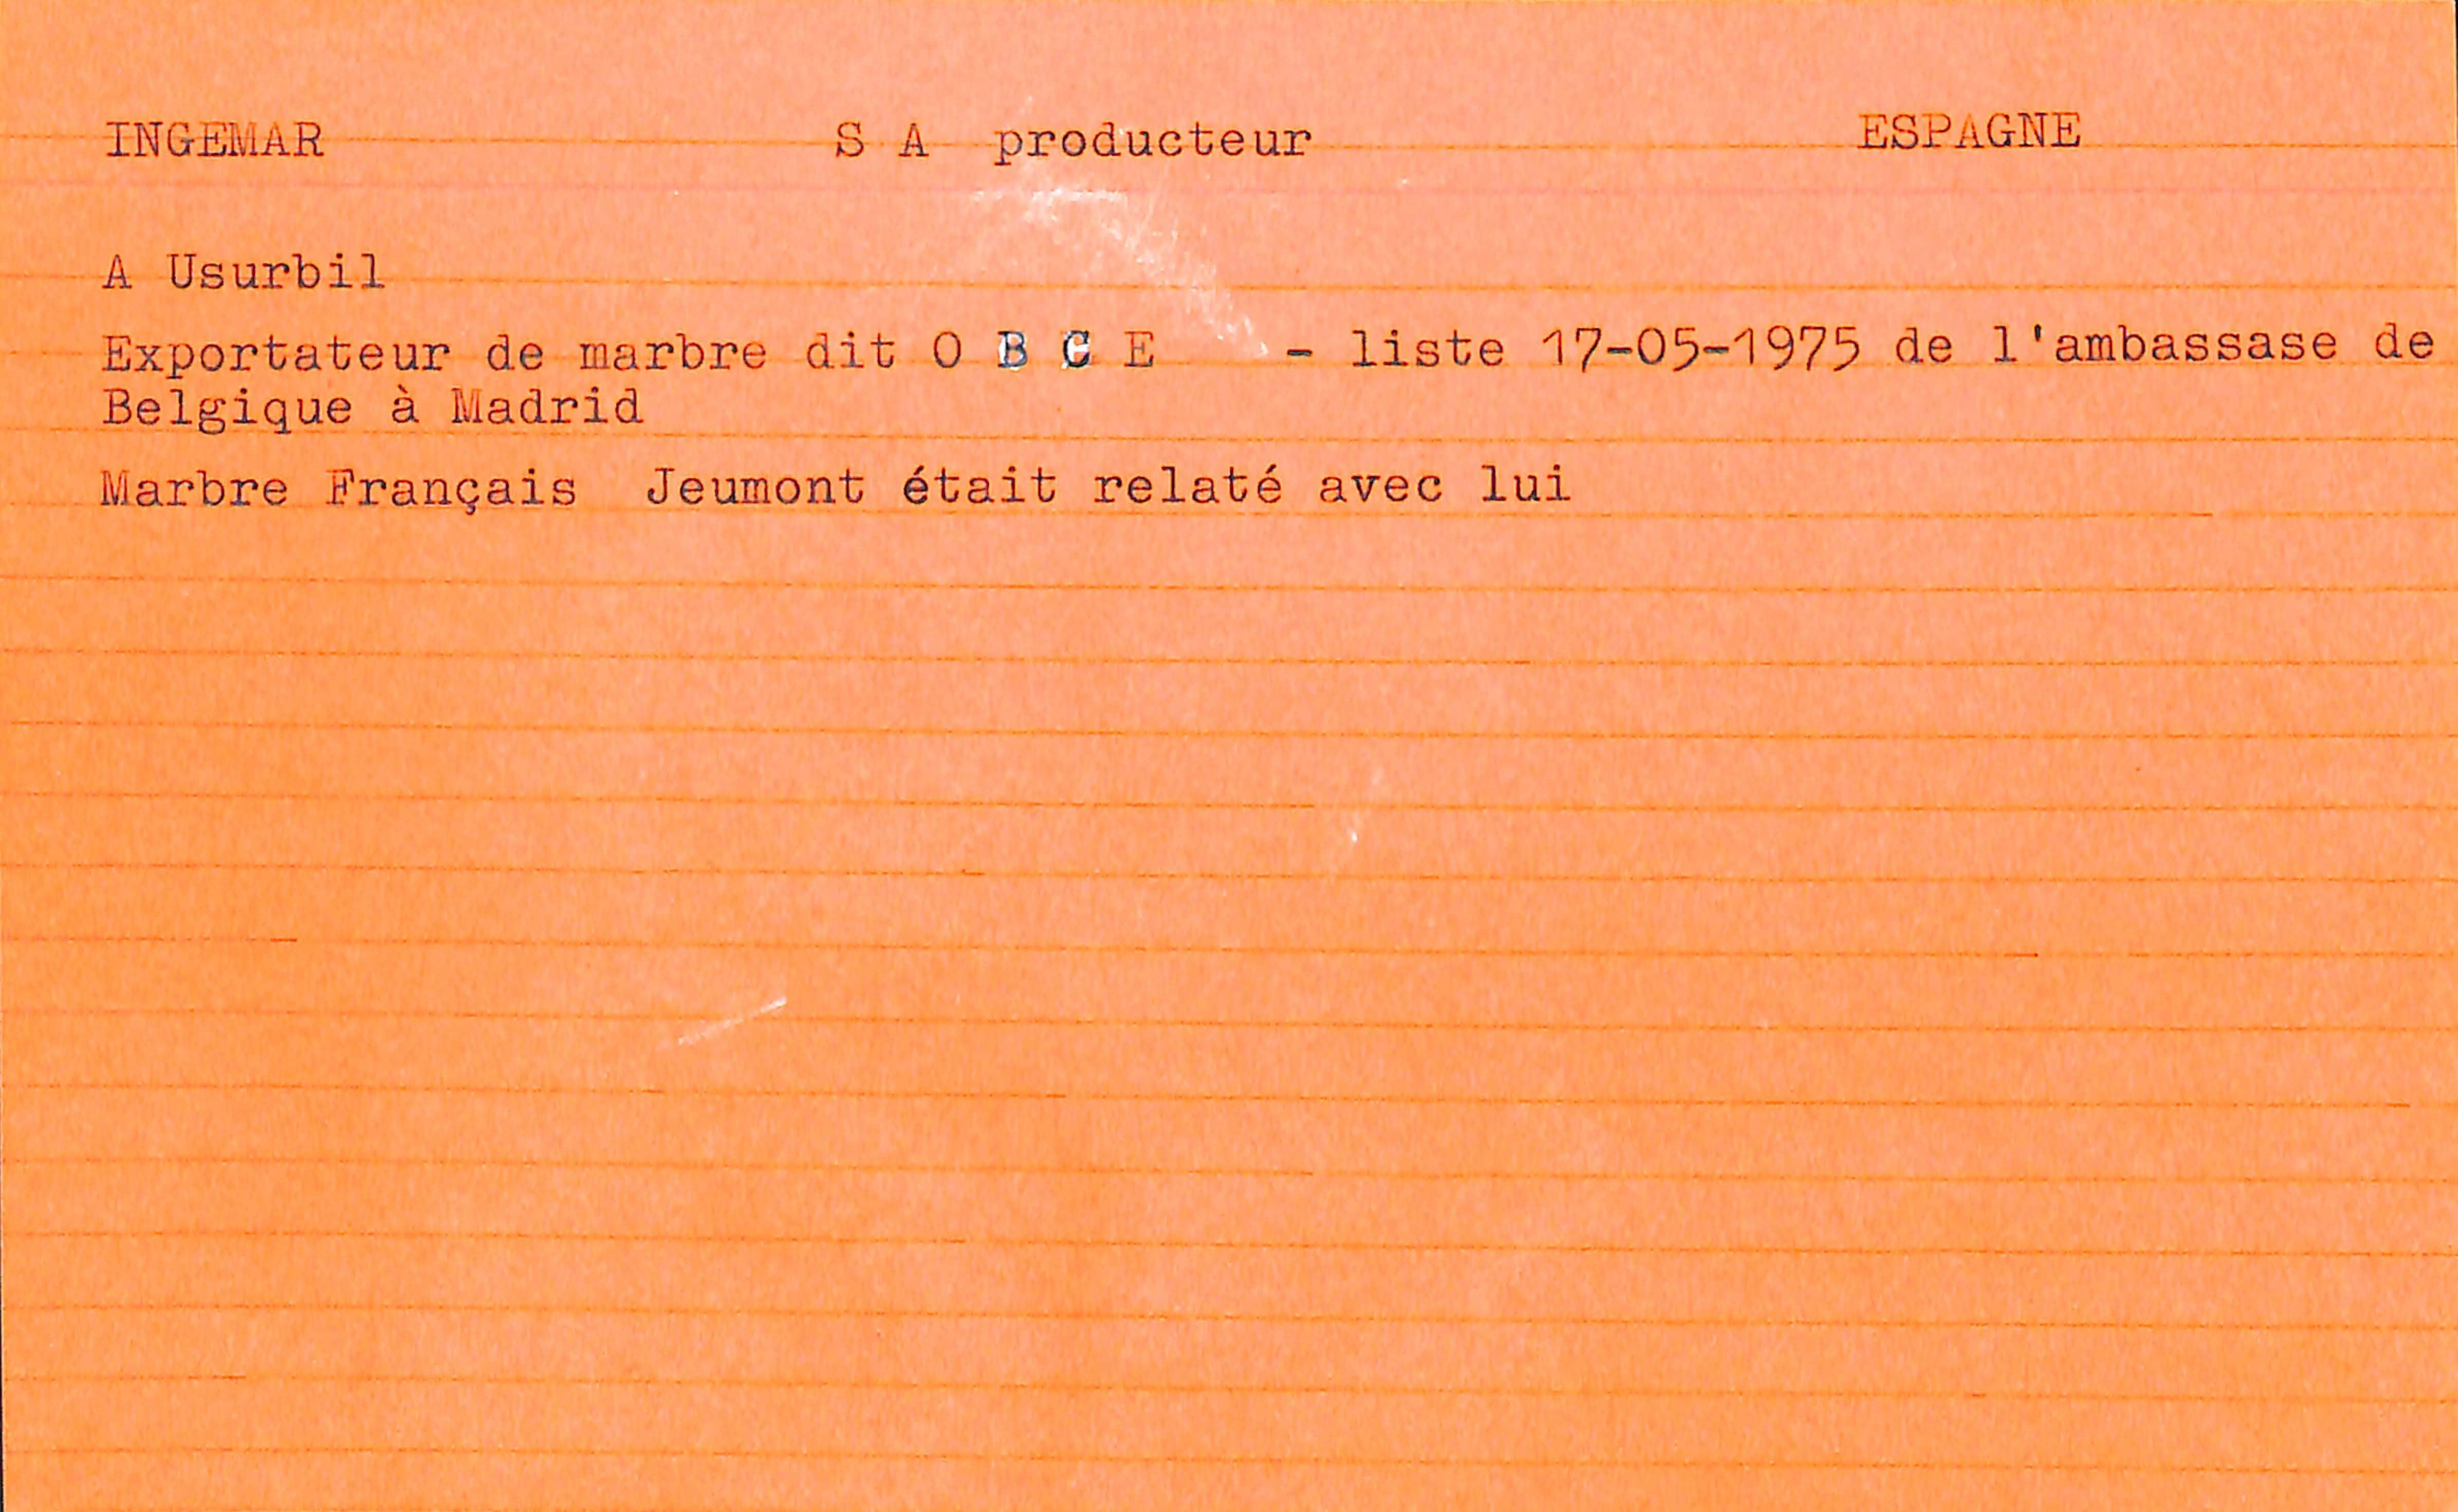 INGEMAR S A producteur ESPAGNE
A Usurbil
Exportateur de marbre dit O B C E - liste 17-05-1975 de l'ambassase de
Belgique à Madrid
Marbre Français Jeumont était relaté avec lui